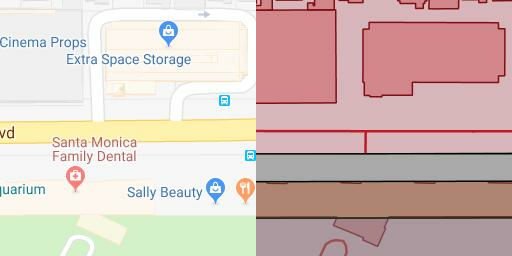 Cinema Props
Extra Space Storage
vd
Santa Monica
Family Dental
quarium
Sally Beauty